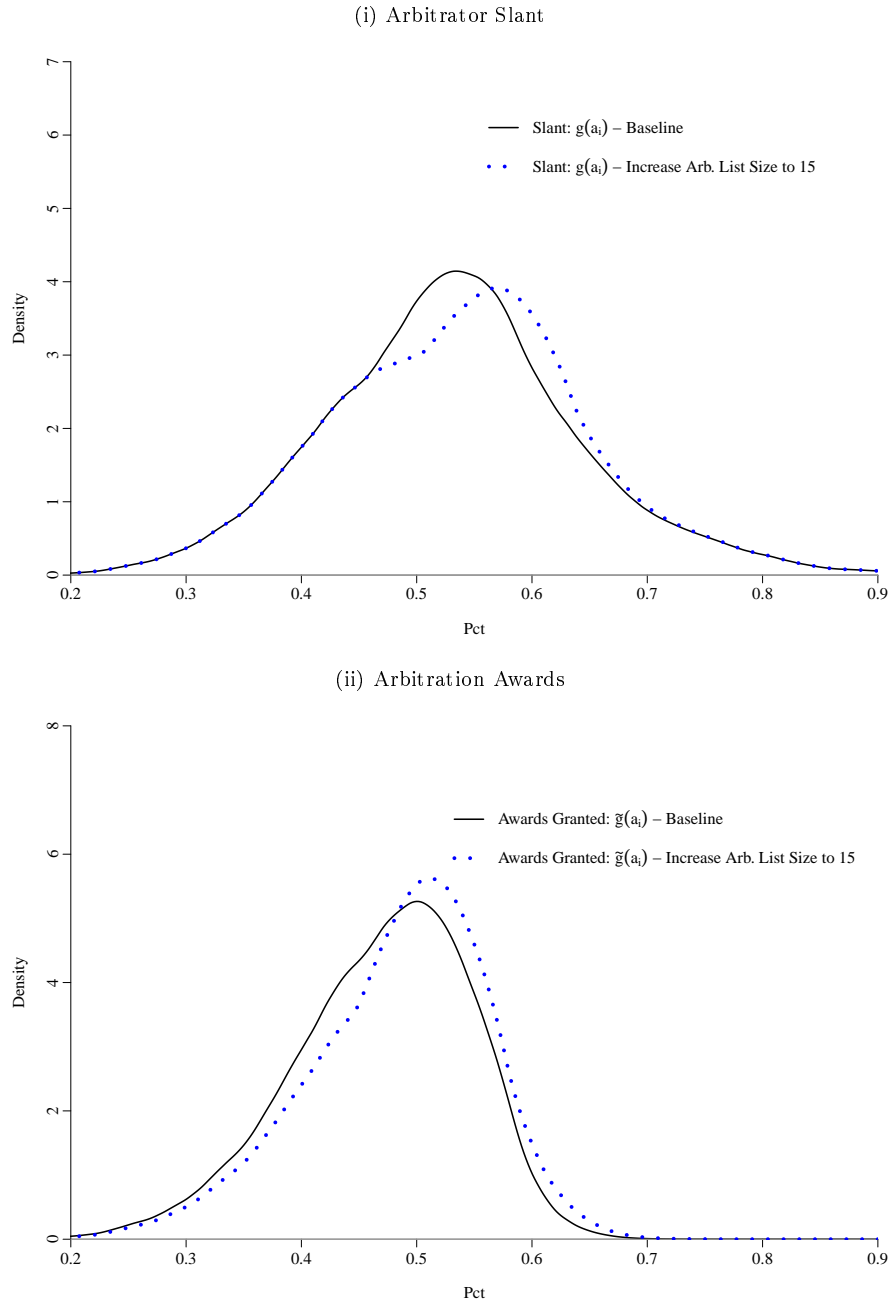 (i) Arbitrator Slant
7
6
5
4
3
2
1
0
Density
Slant: g(aᵢ) – Baseline
Slant: g(aᵢ) – Increase Arb. List Size to 15
0.2 0.3 0.4 0.5 0.6 0.7 0.8 0.9
Pct
(ii) Arbitration Awards
8
6
4
2
0
Density
Awards Granted: g̃(aᵢ) – Baseline
Awards Granted: g̃(aᵢ) – Increase Arb. List Size to 15
0.2 0.3 0.4 0.5 0.6 0.7 0.8 0.9
Pct